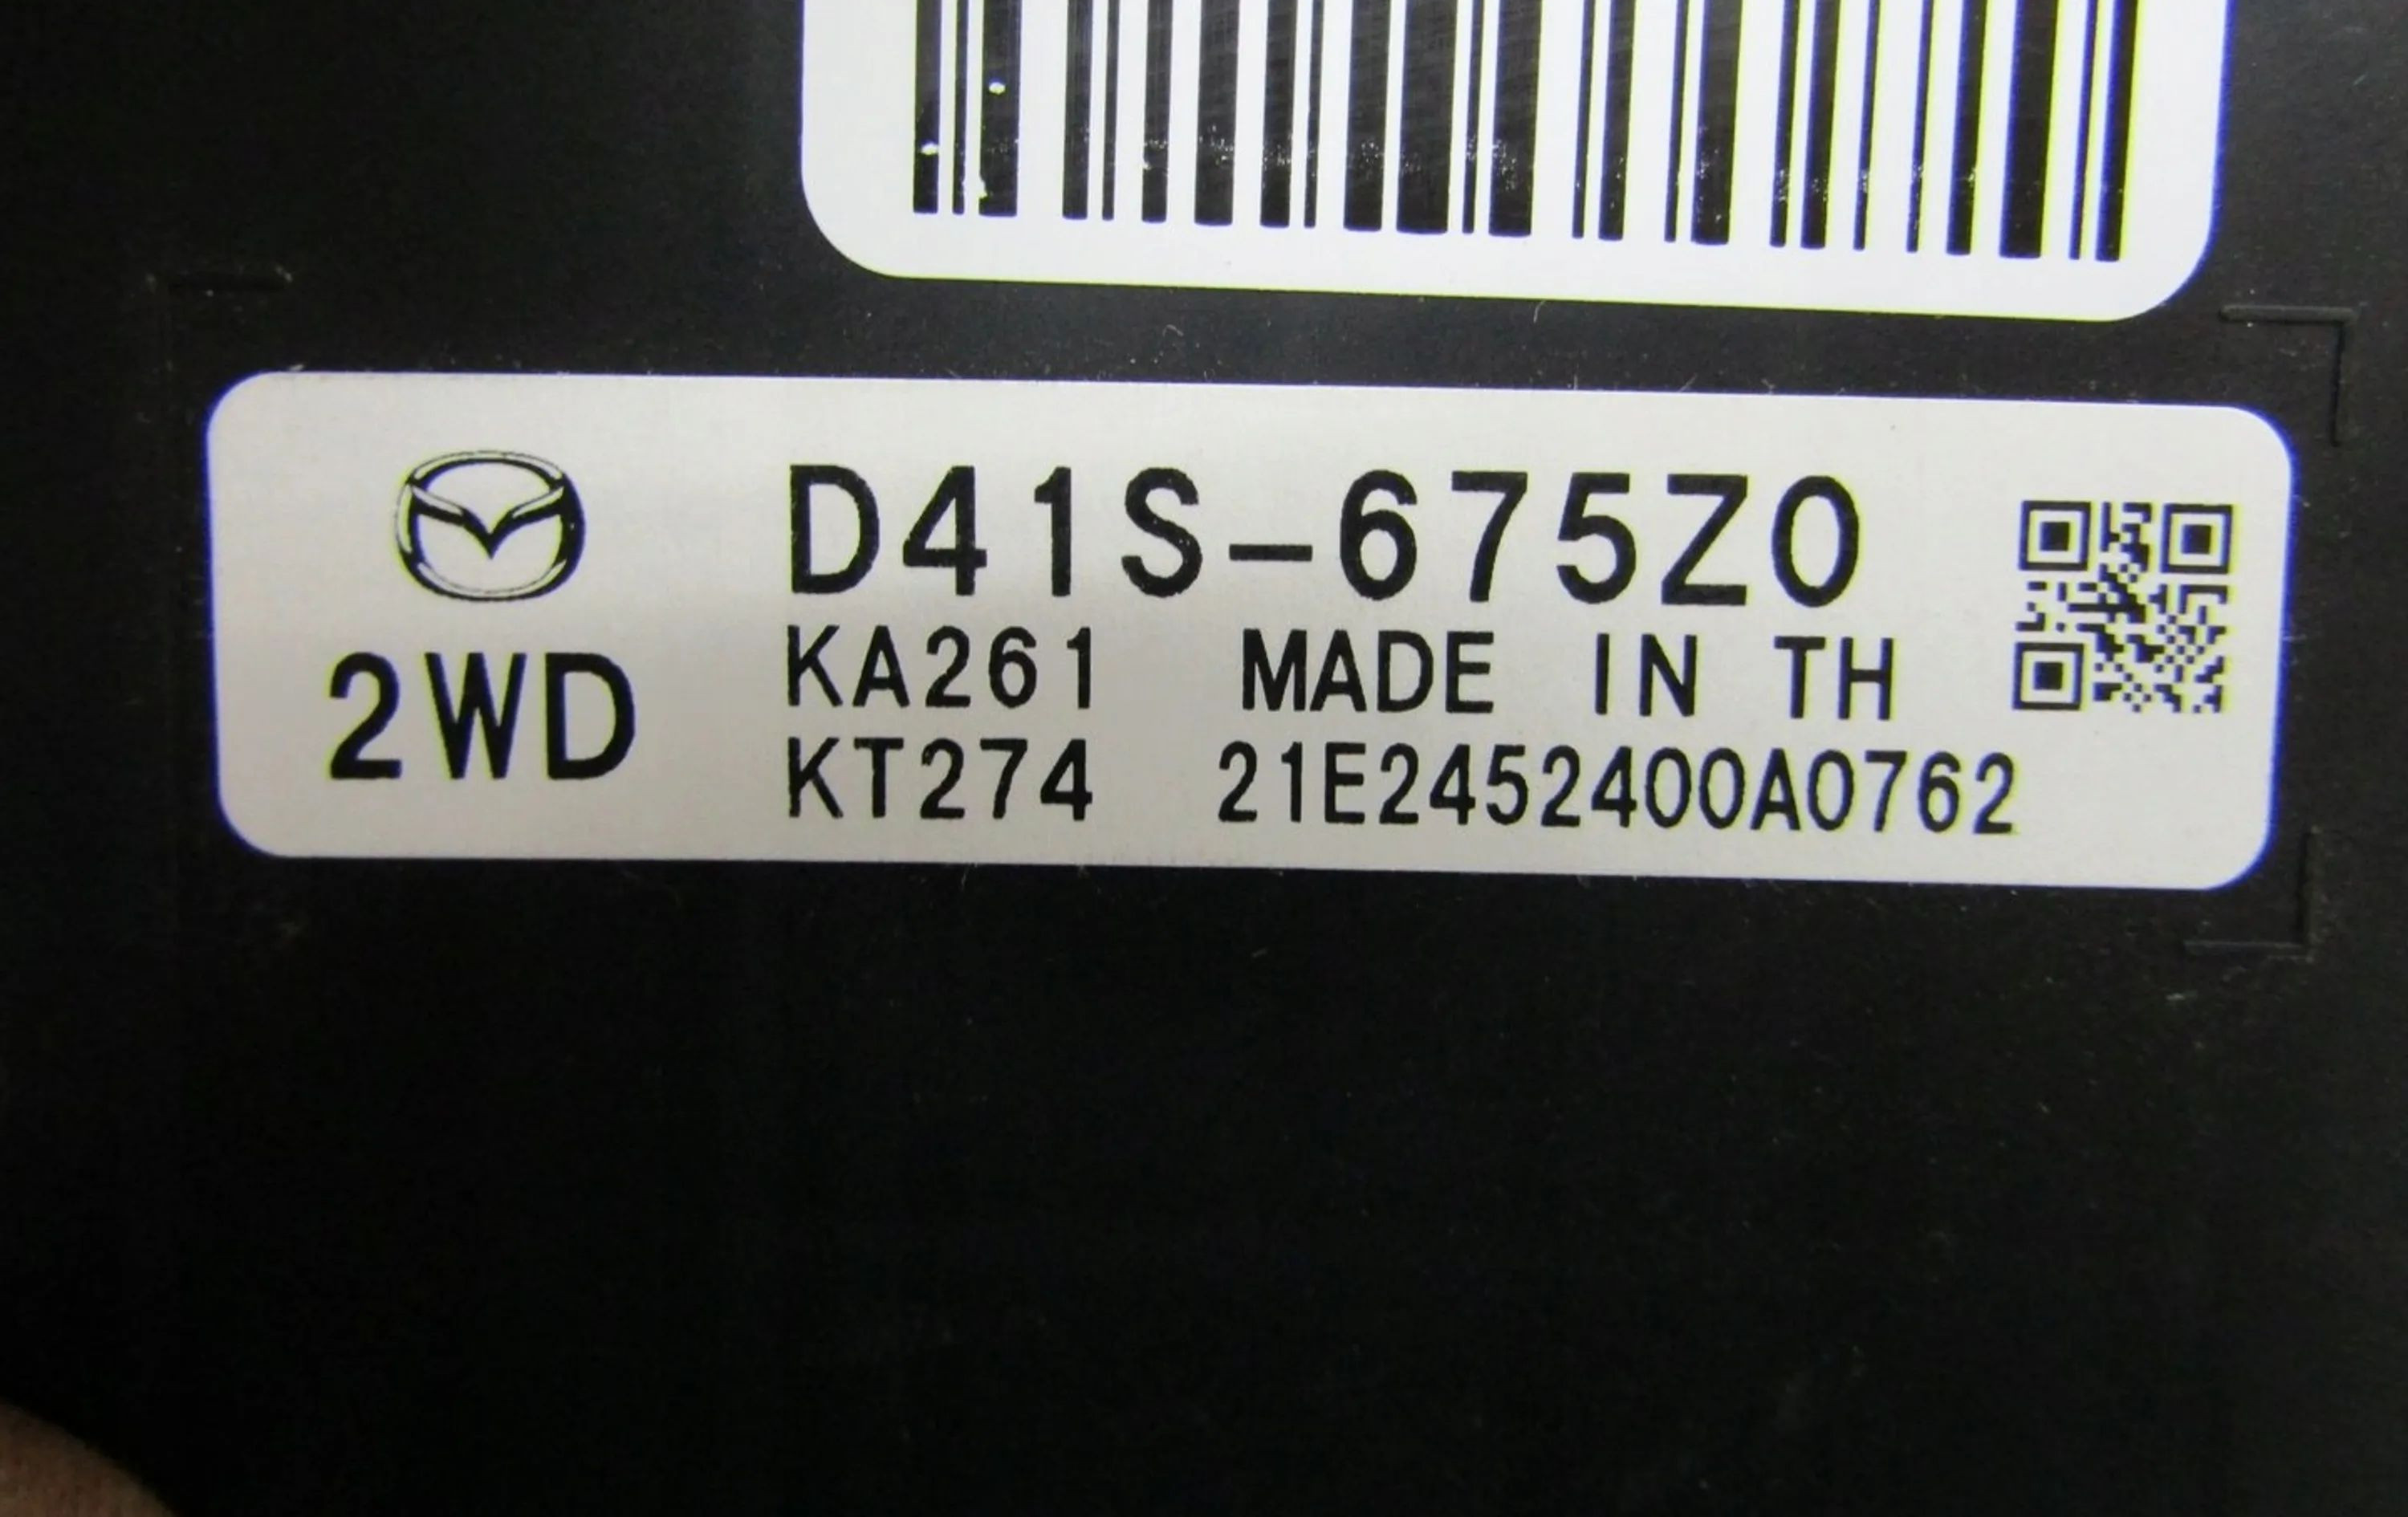 D41S-675Z0
2WD
KA261 MADE IN TH
KT274 21E2452400A0762